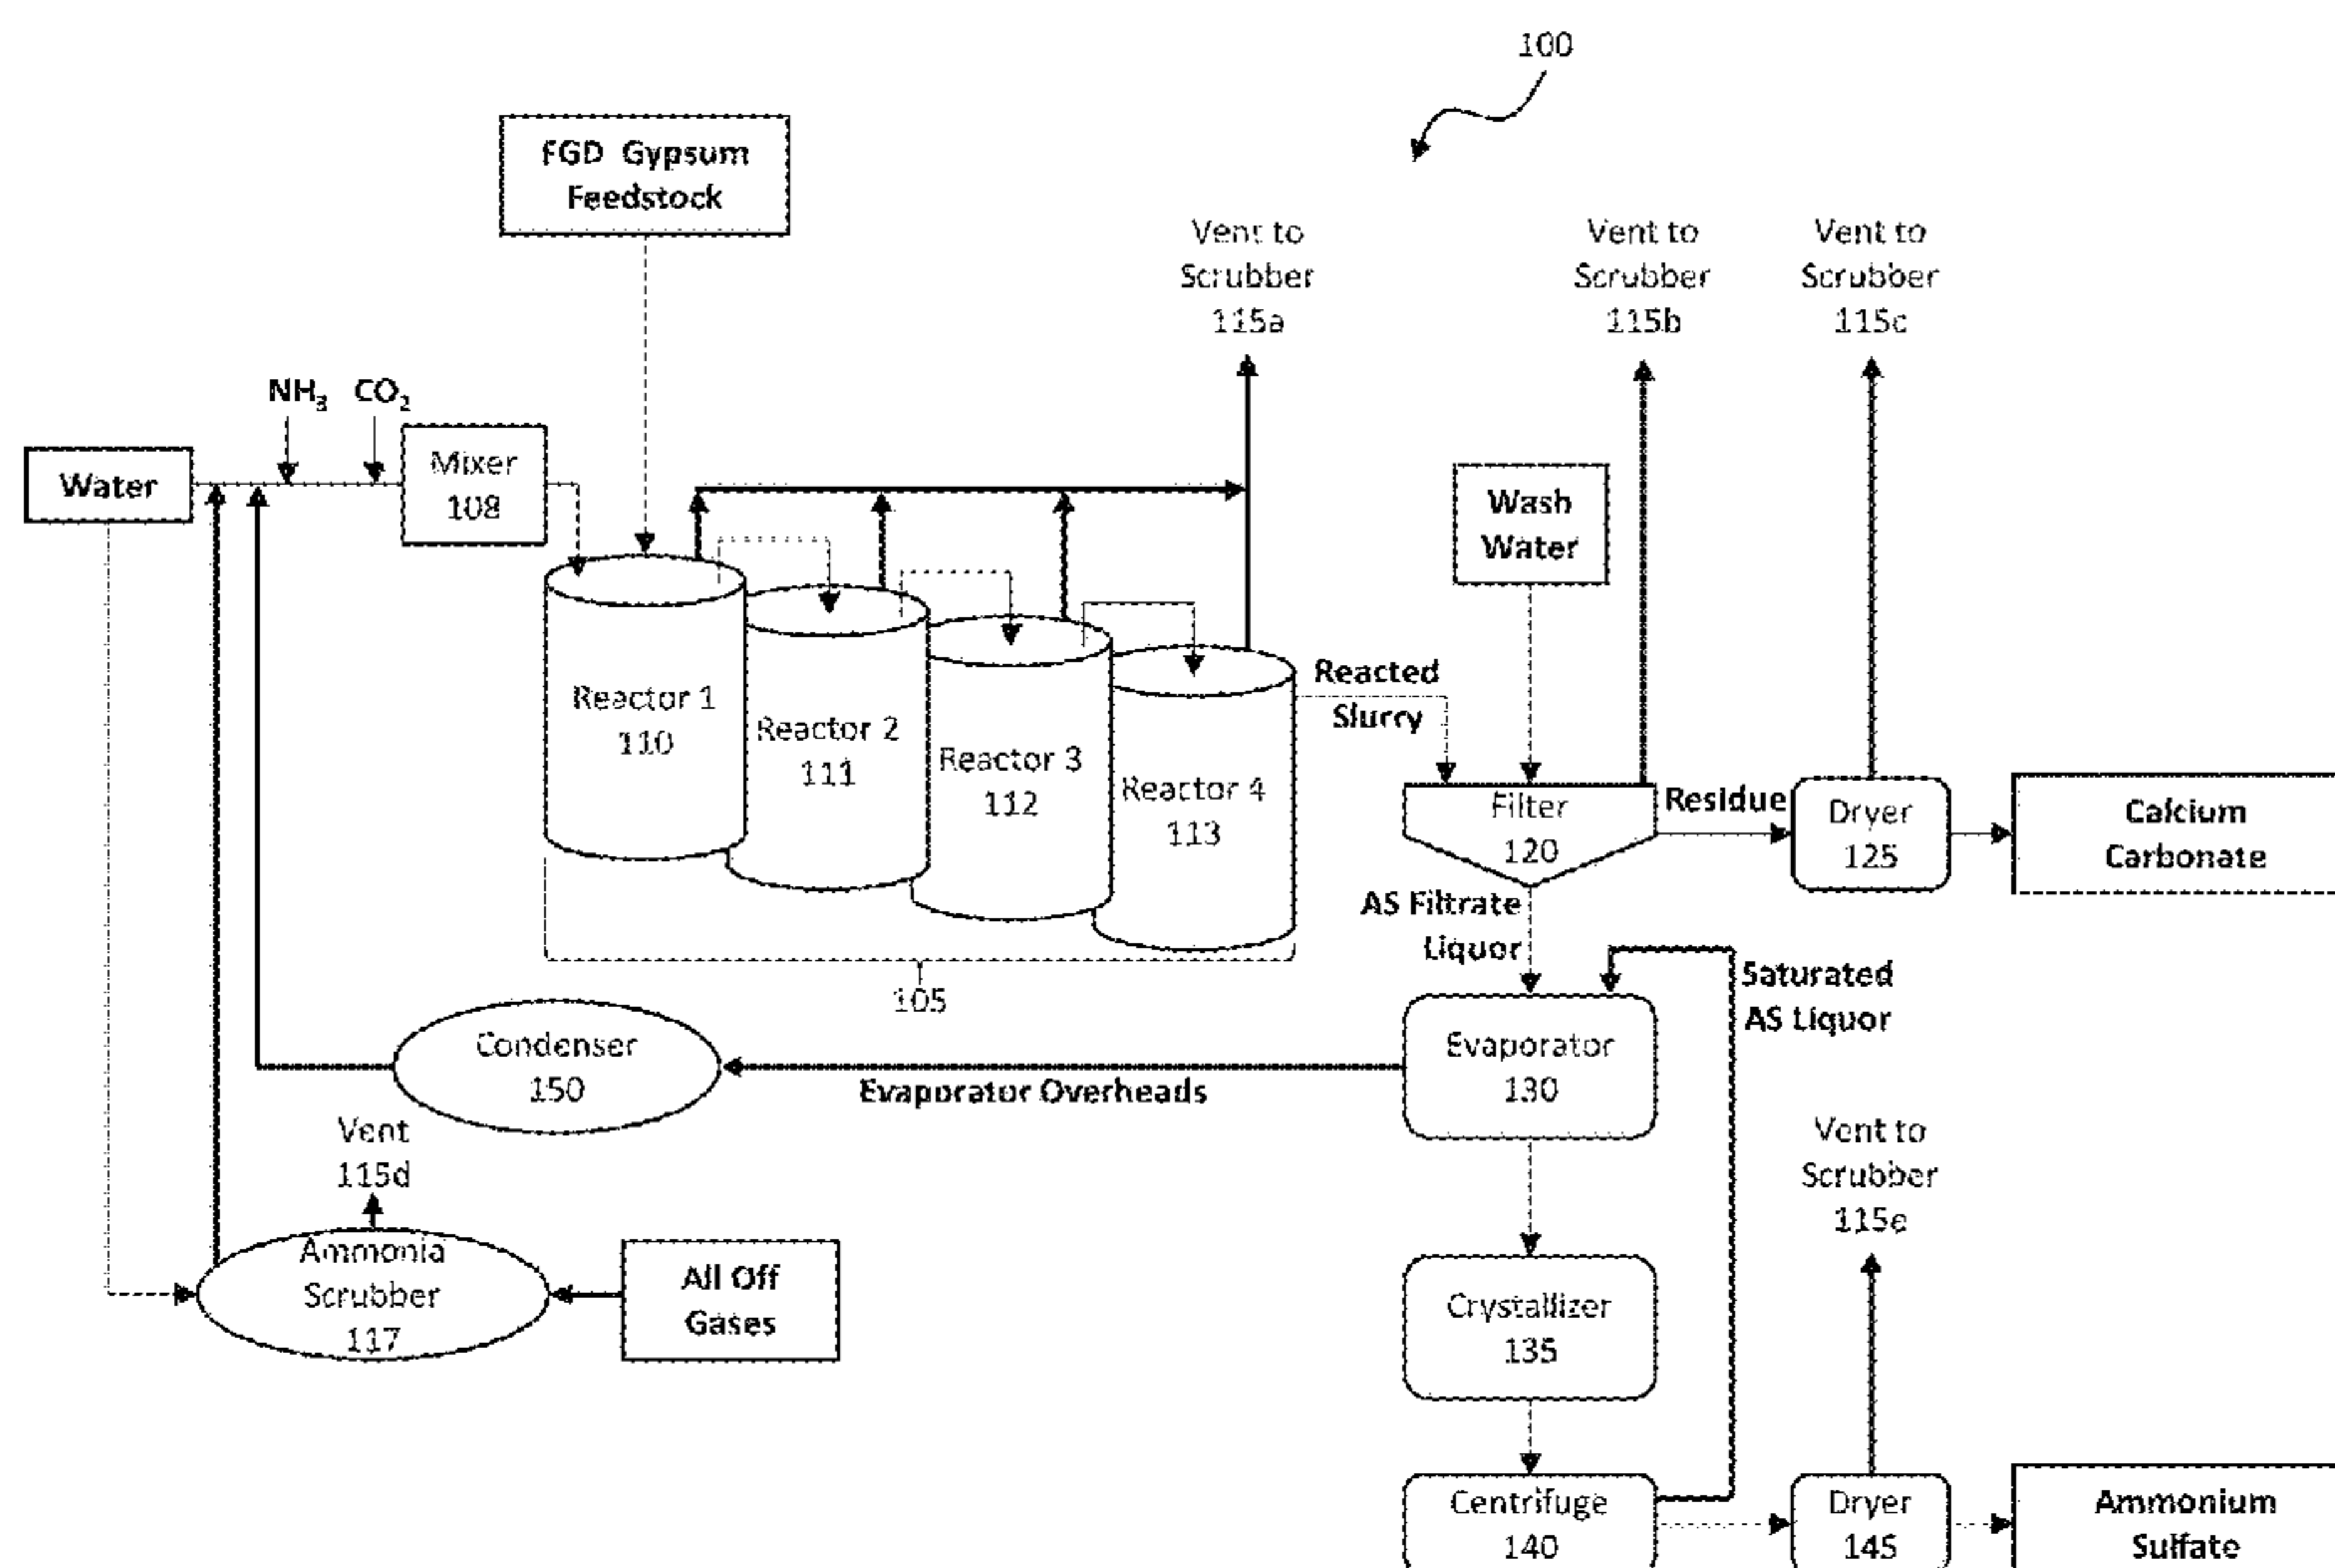 100
FGD Gypsum
Feedstock
Vent to
Scrubber
115a
Vent to
Scrubber
115b
Vent to
Scrubber
115c
NH3
CO2
Water
Mixer
108
Wash
Water
Reactor 1
110
Reactor 2
111
Reactor 3
112
Reactor 4
113
Reacted
Slurry
Filter
120
Residue
Dryer
125
Calcium
Carbonate
AS Filtrate
Liquor
105
Saturated
AS Liquor
Condenser
150
Evaporator Overheads
Evaporator
130
Vent
115d
Vent to
Scrubber
115e
Ammonia
Scrubber
117
All Off
Gases
Crystallizer
135
Centrifuge
140
Dryer
145
Ammonium
Sulfate